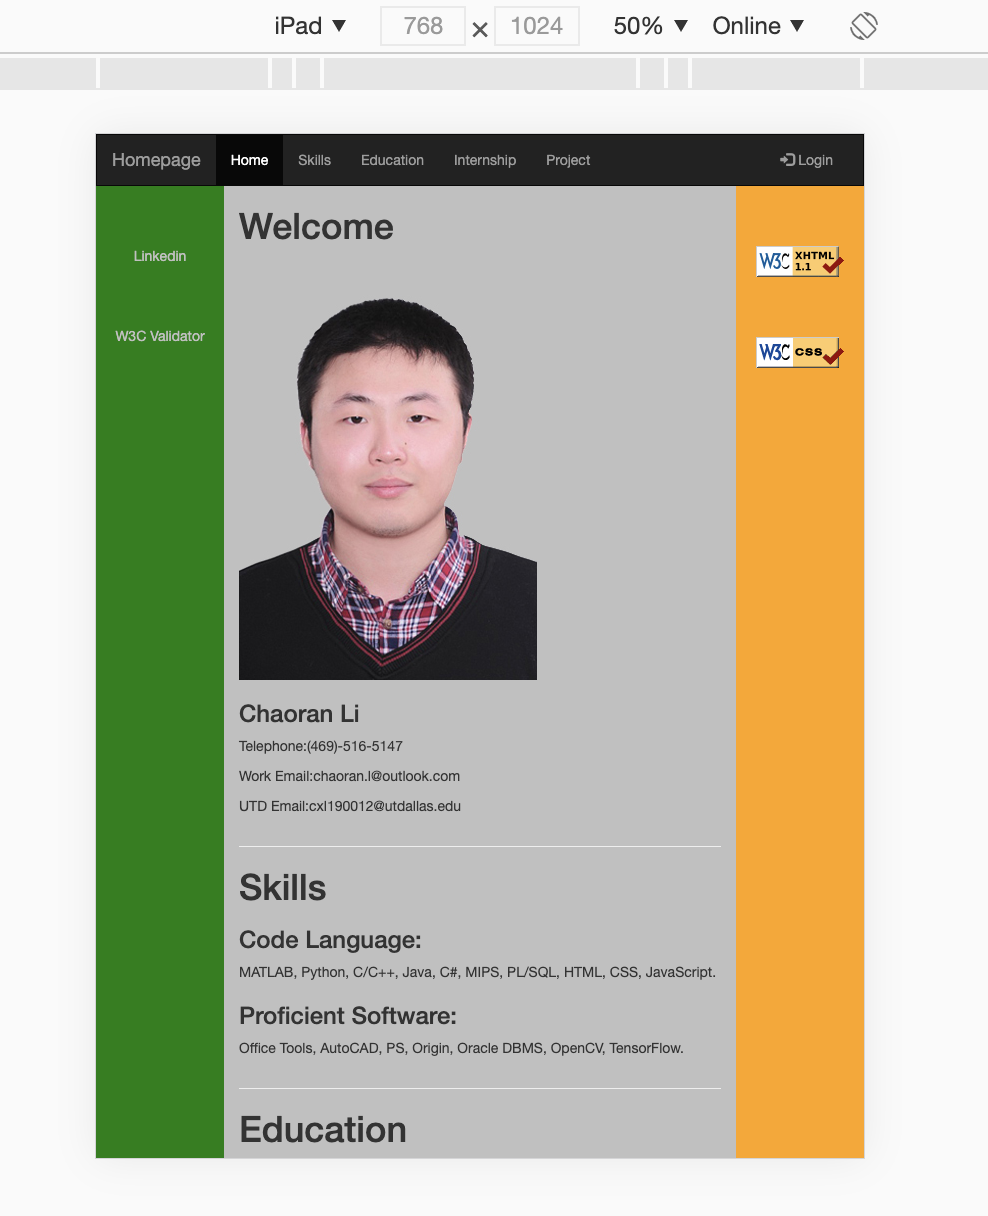 iPad ▼ 768 × 1024 50% ▼ Online ▼
Homepage Home Skills Education Internship Project Login
Linkedin
W3C Validator
Welcome
W3C XHTML 1.1
W3C CSS
Chaoran Li
Telephone:(469)-516-5147
Work Email:chaoran.l@outlook.com
UTD Email:cxl190012@utdallas.edu
Skills
Code Language:
MATLAB, Python, C/C++, Java, C#, MIPS, PL/SQL, HTML, CSS, JavaScript.
Proficient Software:
Office Tools, AutoCAD, PS, Origin, Oracle DBMS, OpenCV, TensorFlow.
Education